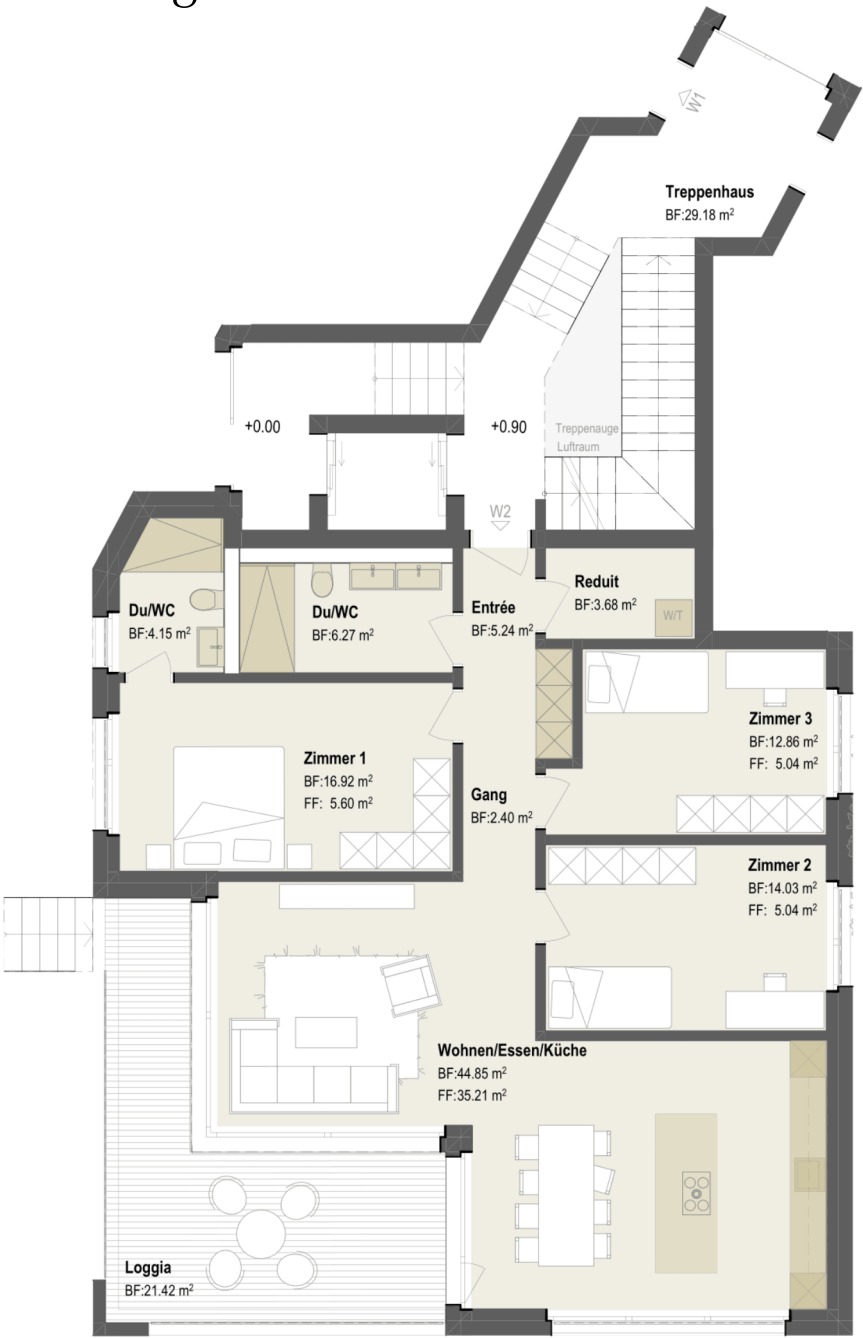 W1
Treppenhaus
BF:29.18 m²
+0.00
+0.90
Treppenauge
Luftraum
W2
Du/WC
BF:4.15 m²
Du/WC
BF:6.27 m²
Entrée
BF:5.24 m²
Reduit
BF:3.68 m²
W/T
Zimmer 1
BF:16.92 m²
FF: 5.60 m²
Zimmer 3
BF:12.86 m²
FF: 5.04 m²
Gang
BF:2.40 m²
Zimmer 2
BF:14.03 m²
FF: 5.04 m²
Wohnen/Essen/Küche
BF:44.85 m²
FF:35.21 m²
Loggia
BF:21.42 m²